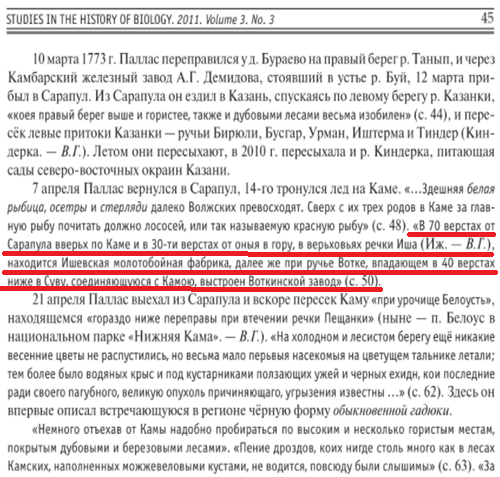 STUDIES IN THE HISTORY OF BIOLOGY. 2011. Volume 3. No. 3 45
10 марта 1773 г. Паллас переправился у д. Бураево на правый берег р. Танып, и через
Камбарский железный завод А.Г. Демидова, стоявший в устье р. Буй, 12 марта при-
был в Сарапул. Из Сарапула он ездил в Казань, спускаясь по левому берегу р. Казанки,
«коея правый берег выше и гористее, также и дубовыми лесами весьма изобилен» (с. 44), и пере-
сёк левые притоки Казанки — ручьи Бирюли, Бусгар, Урман, Иштерма и Тиндер (Кин-
дерка. — В.Г.). Летом они пересыхают, в 2010 г. пересыхала и р. Киндерка, питающая
сады северо-восточных окраин Казани.
7 апреля Паллас вернулся в Сарапул, 14-го тронулся лед на Каме. «…Здешняя белая
рыбица, осетры и стерляди далеко Волжских превосходят. Сверх сих трех родов в Каме за глав-
ную рыбу почитать должно лососей, или так называемую красную рыбу» (с. 48). «В 70 верстах от
Сарапула вверьх по Каме и в 30-ти верстах от оныя в гору, в верьховьях речки Иша (Иж. — В.Г.),
находится Ишевская молотобойная фабрика, далее же при ручье Вотке, впадающем в 40 верстах
ниже в Суву, соединяющуюся с Камою, выстроен Воткинской завод» (с. 50).
21 апреля Паллас выехал из Сарапула и вскоре пересек Каму «при урочище Белоусть»,
находящемся «гораздо ниже переправы при втечении речки Пещанки» (ныне — п. Белоус в
национальном парке «Нижняя Кама». — В.Г.). «На холодном и лесистом берегу ещё никакие
весенние цветы не распустились, но весьма мало перьвыя насекомыя на цветущем тальнике летали;
тем более было водяных крыс и под кустарниками ползающих ужей и черных ехидн, кои последние
ради своего пагубного, великую опухоль причиняющаго, угрызения известны …» (с. 62). Здесь он
впервые описал встречающуюся в регионе чёрную форму обыкновенной гадюки.
«Немного отъехав от Камы надобно пробираться по высоким и несколько гористым местам,
покрытым дубовыми и березовыми лесами». «Пение дроздов, коих нигде столь много как в лесах
Камских, наполненных можжевеловыми кустами, не водится, повсюду были слышимы» (с. 63). «За